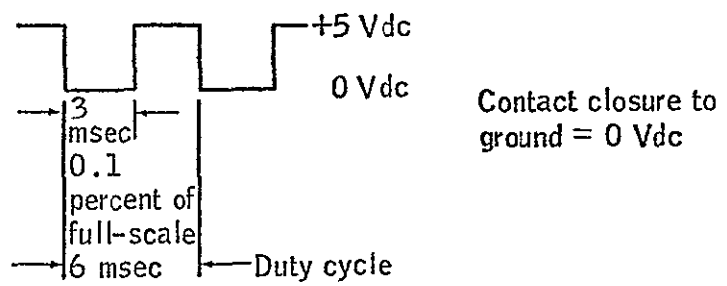 +5 Vdc
0 Vdc
Contact closure to
ground = 0 Vdc
3
msec
0.1
percent of
full-scale
6 msec
Duty cycle